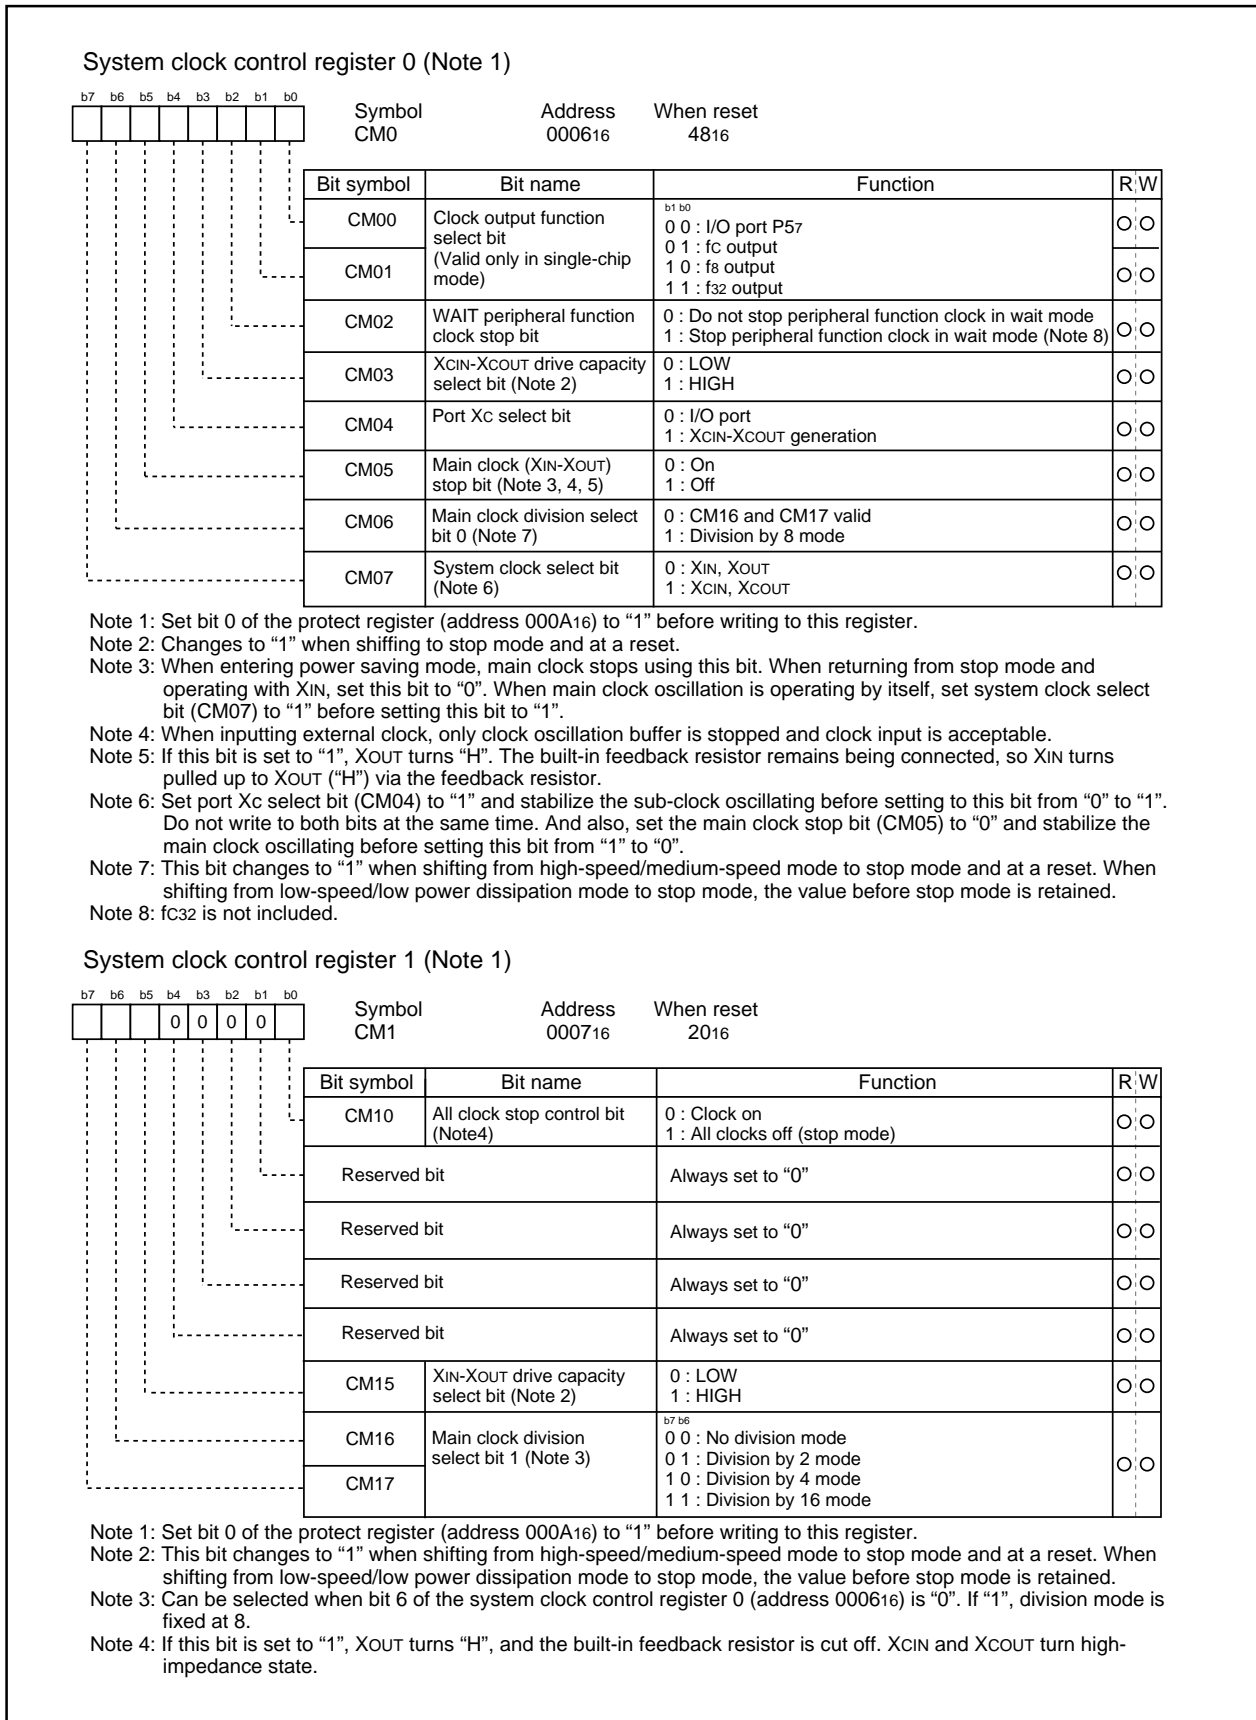 System clock control register 0 (Note 1)
b7 b6 b5 b4 b3 b2 b1 b0
Symbol Address When reset
CM0 000616 4816
Bit symbol Bit name Function R W
CM00 Clock output function select bit (Valid only in single-chip mode) b1 b0
0 0 : I/O port P57
0 1 : fC output
CM01 1 0 : f8 output
1 1 : f32 output
CM02 WAIT peripheral function 0 : Do not stop peripheral function clock in wait mode
clock stop bit 1 : Stop peripheral function clock in wait mode (Note 8)
CM03 XCIN-XCOUT drive capacity 0 : LOW
select bit (Note 2) 1 : HIGH
CM04 Port XC select bit 0 : I/O port
1 : XCIN-XCOUT generation
CM05 Main clock (XIN-XOUT) 0 : On
stop bit (Note 3, 4, 5) 1 : Off
CM06 Main clock division select 0 : CM16 and CM17 valid
bit 0 (Note 7) 1 : Division by 8 mode
CM07 System clock select bit 0 : XIN, XOUT
(Note 6) 1 : XCIN, XCOUT
Note 1: Set bit 0 of the protect register (address 000A16) to “1” before writing to this register.
Note 2: Changes to “1” when shiffing to stop mode and at a reset.
Note 3: When entering power saving mode, main clock stops using this bit. When returning from stop mode and
operating with XIN, set this bit to “0”. When main clock oscillation is operating by itself, set system clock select
bit (CM07) to “1” before setting this bit to “1”.
Note 4: When inputting external clock, only clock oscillation buffer is stopped and clock input is acceptable.
Note 5: If this bit is set to “1”, XOUT turns “H”. The built-in feedback resistor remains being connected, so XIN turns
pulled up to XOUT (“H”) via the feedback resistor.
Note 6: Set port Xc select bit (CM04) to “1” and stabilize the sub-clock oscillating before setting to this bit from “0” to “1”.
Do not write to both bits at the same time. And also, set the main clock stop bit (CM05) to “0” and stabilize the
main clock oscillating before setting this bit from “1” to “0”.
Note 7: This bit changes to “1” when shifting from high-speed/medium-speed mode to stop mode and at a reset. When
shifting from low-speed/low power dissipation mode to stop mode, the value before stop mode is retained.
Note 8: fC32 is not included.
System clock control register 1 (Note 1)
b7 b6 b5 b4 b3 b2 b1 b0
0 0 0 0
Symbol Address When reset
CM1 000716 2016
Bit symbol Bit name Function R W
CM10 All clock stop control bit 0 : Clock on
(Note4) 1 : All clocks off (stop mode)
Reserved bit Always set to “0”
Reserved bit Always set to “0”
Reserved bit Always set to “0”
Reserved bit Always set to “0”
CM15 XIN-XOUT drive capacity 0 : LOW
select bit (Note 2) 1 : HIGH
b7 b6
CM16 Main clock division 0 0 : No division mode
select bit 1 (Note 3) 0 1 : Division by 2 mode
CM17 1 0 : Division by 4 mode
1 1 : Division by 16 mode
Note 1: Set bit 0 of the protect register (address 000A16) to “1” before writing to this register.
Note 2: This bit changes to “1” when shifting from high-speed/medium-speed mode to stop mode and at a reset. When
shifting from low-speed/low power dissipation mode to stop mode, the value before stop mode is retained.
Note 3: Can be selected when bit 6 of the system clock control register 0 (address 000616) is “0”. If “1”, division mode is
fixed at 8.
Note 4: If this bit is set to “1”, XOUT turns “H”, and the built-in feedback resistor is cut off. XCIN and XCOUT turn high-
impedance state.